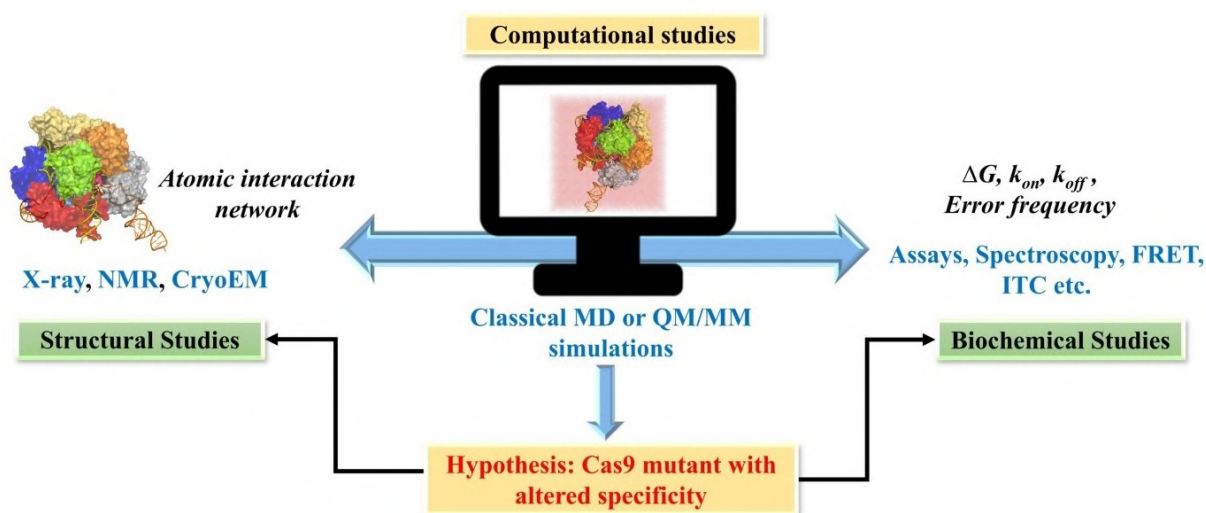 Computational studies
Atomic interaction
network
ΔG, kon, koff ,
Error frequency
X-ray, NMR, CryoEM
Assays, Spectroscopy, FRET,
ITC etc.
Classical MD or QM/MM
simulations
Structural Studies
Biochemical Studies
Hypothesis: Cas9 mutant with
altered specificity